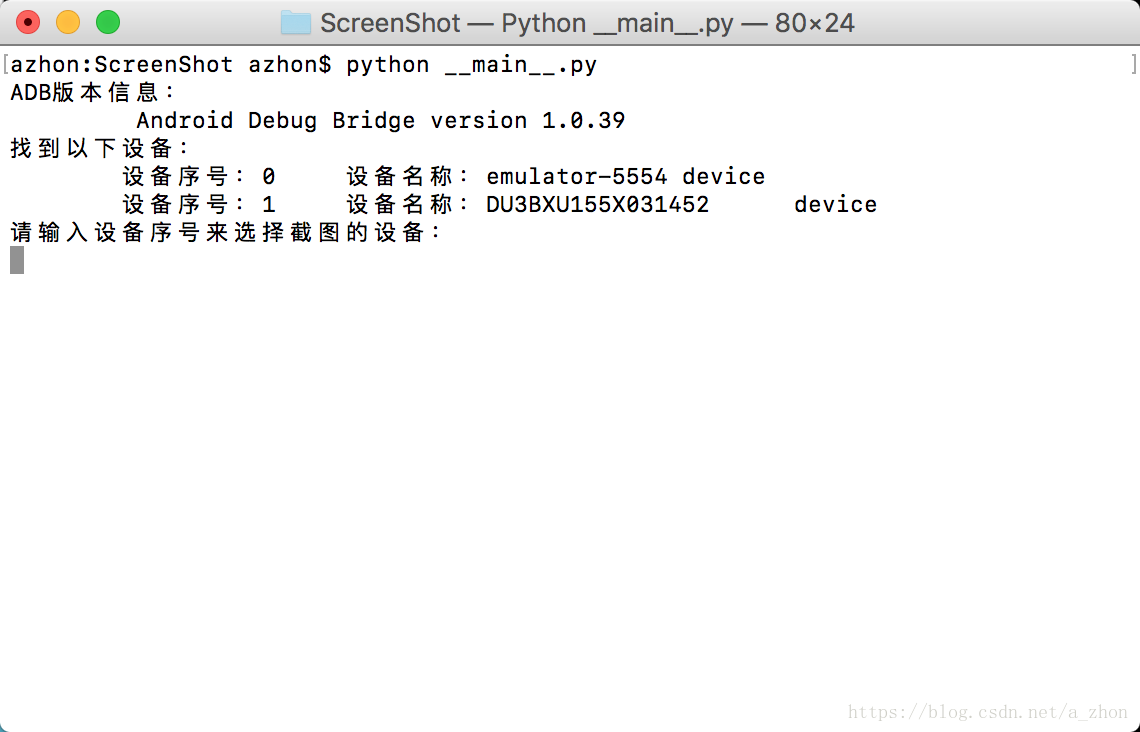 ScreenShot — Python __main__.py — 80×24
[azhon:ScreenShot azhon$ python __main__.py ]
ADB版本信息：
Android Debug Bridge version 1.0.39
找到以下设备：
设备序号：0 设备名称：emulator-5554 device
设备序号：1 设备名称：DU3BXU155X031452 device
请输入设备序号来选择截图的设备：
https://blog.csdn.net/a_zhon